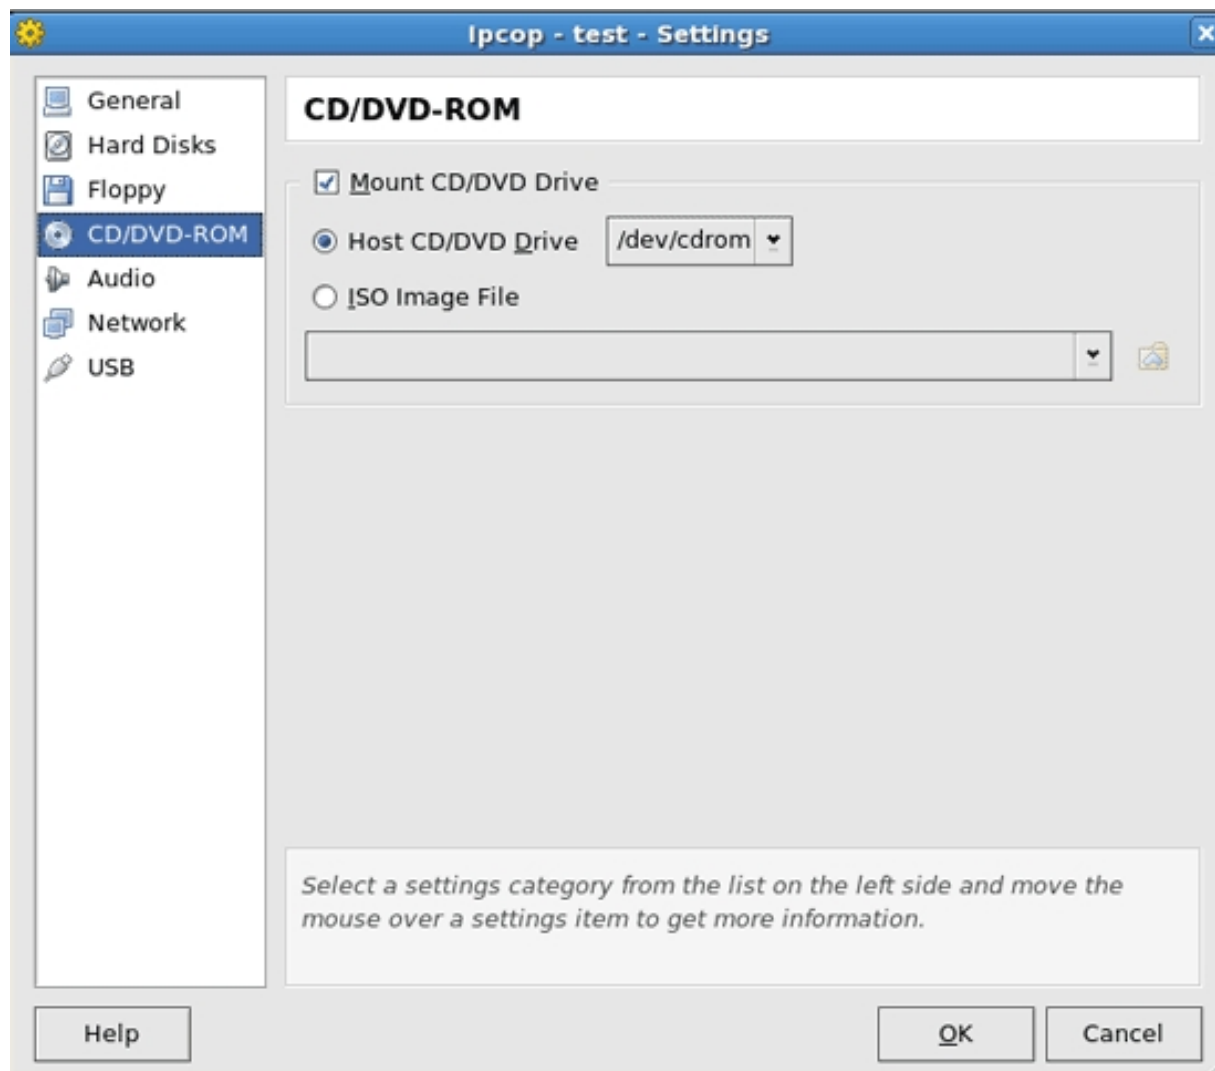 Ipcop - test - Settings
General
Hard Disks
Floppy
CD/DVD-ROM
Audio
Network
USB
CD/DVD-ROM
Mount CD/DVD Drive
Host CD/DVD Drive /dev/cdrom
ISO Image File
Select a settings category from the list on the left side and move the
mouse over a settings item to get more information.
Help OK Cancel